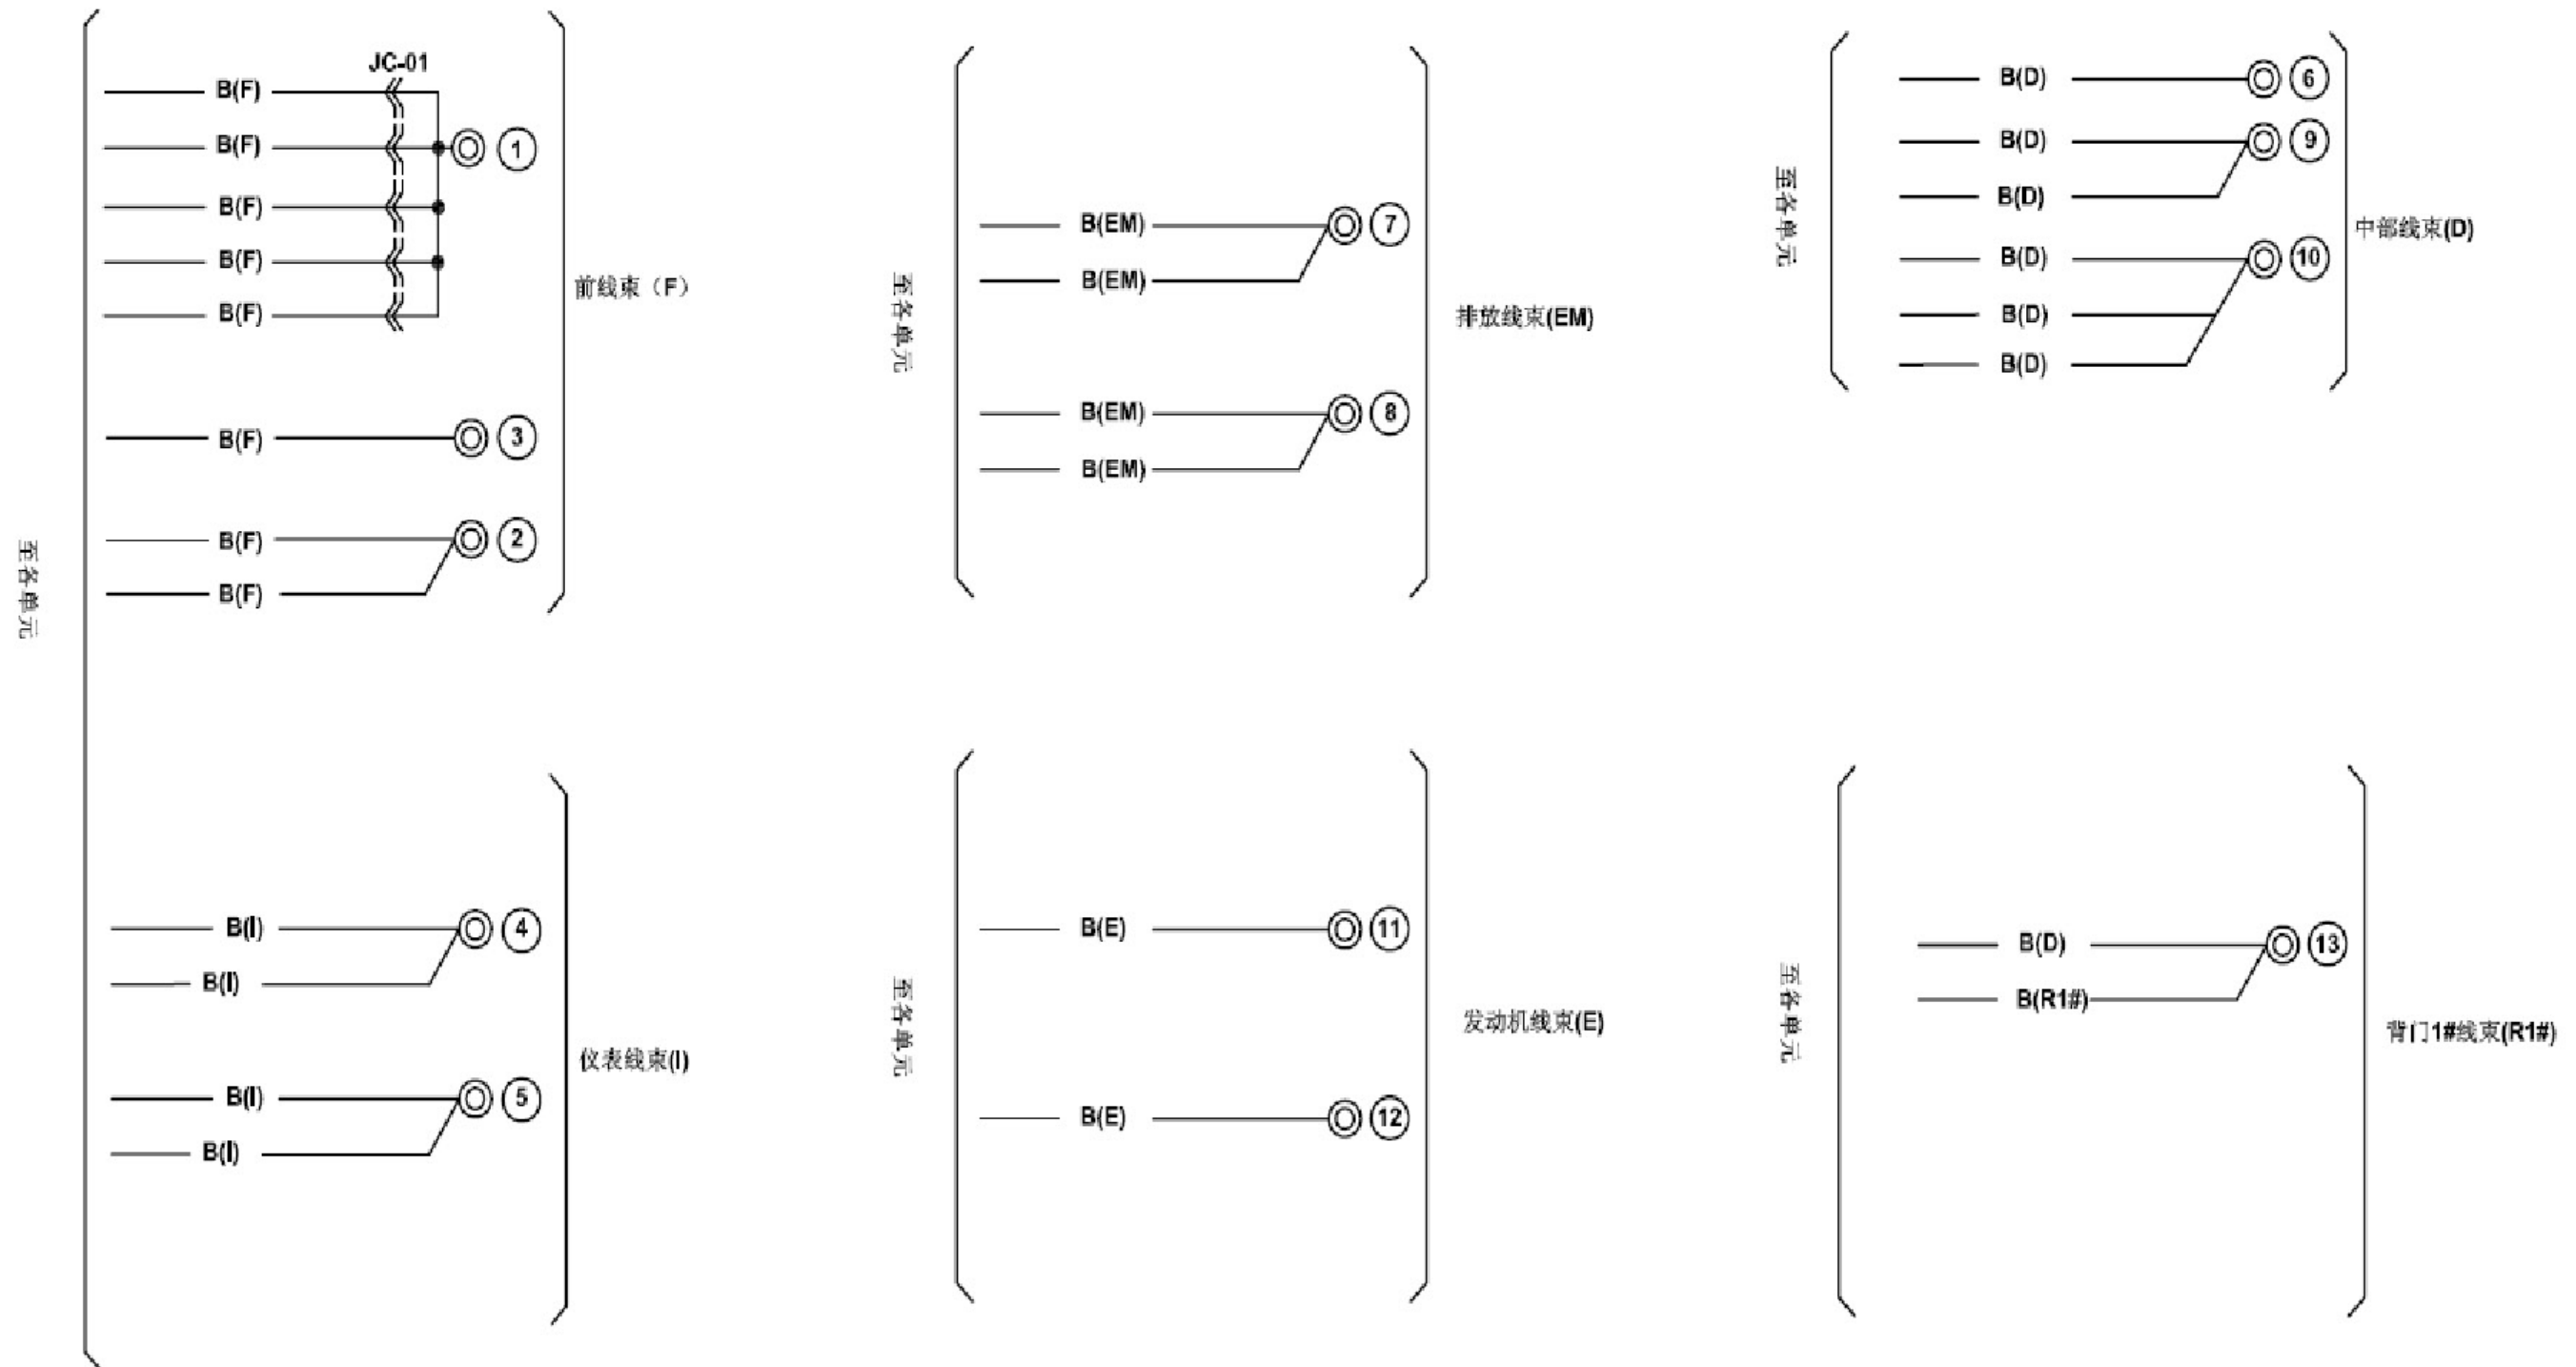 至各单元
JC-01
B(F)
B(F) 1
B(F)
B(F)
B(F)
B(F) 3
B(F) 2
B(F)
前线束（F）
B(I) 4
B(I)
B(I) 5
B(I)
仪表线束(I)
至各单元
B(EM) 7
B(EM)
B(EM) 8
B(EM)
排放线束(EM)
至各单元
B(E) 11
B(E) 12
发动机线束(E)
至各单元
B(D) 6
B(D) 9
B(D)
B(D) 10
B(D)
B(D)
中部线束(D)
至各单元
B(D) 13
B(R1#)
背门1#线束(R1#)